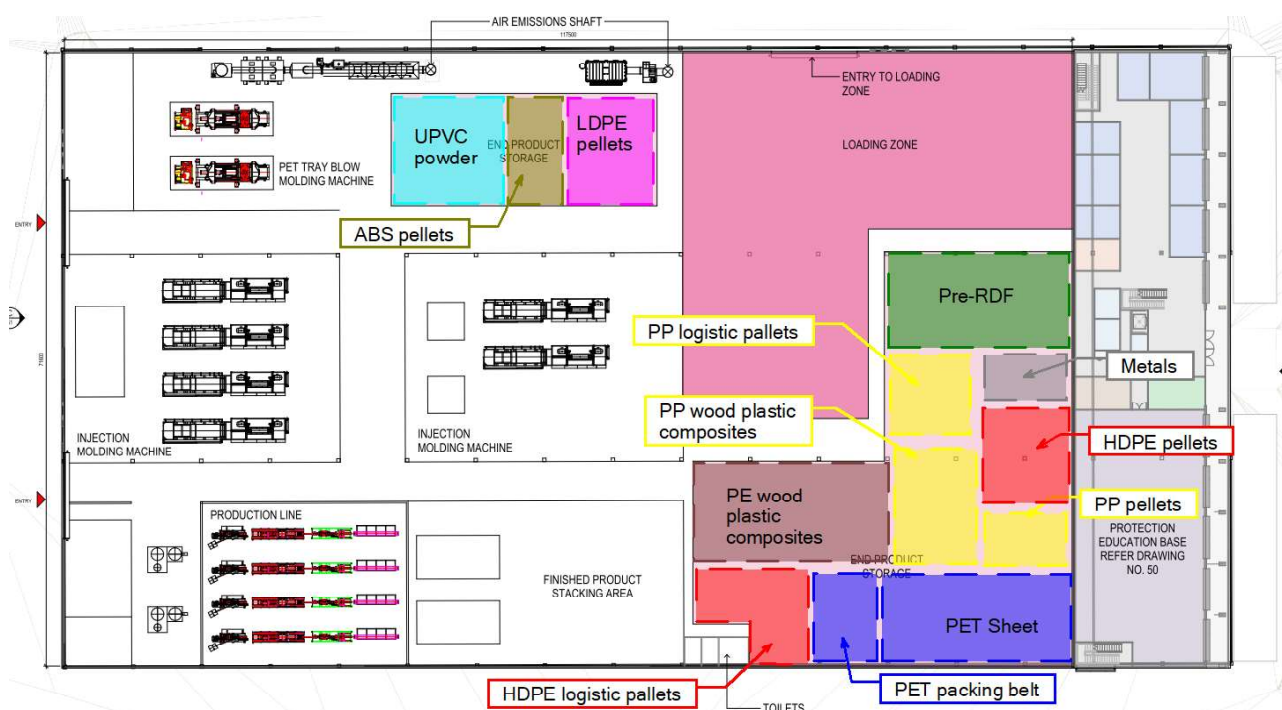 AIR EMISSIONS SHAFT
117500
ENTRY TO LOADING
ZONE
UPVC
powder
END PRODUCT
STORAGE
LDPE
pellets
LOADING ZONE
PET TRAY BLOW
MOLDING MACHINE
ABS pellets
ENTRY
Pre-RDF
PP logistic pallets
Metals
71600
PP wood plastic
composites
INJECTION
MOLDING MACHINE
INJECTION
MOLDING MACHINE
HDPE pellets
ENTRY
PE wood
plastic
composites
PP pellets
PRODUCTION LINE
PROTECTION
EDUCATION BASE
REFER DRAWING
NO. 50
END PRODUCT
STORAGE
FINISHED PRODUCT
STACKING AREA
PET Sheet
HDPE logistic pallets
PET packing belt
TOILETS